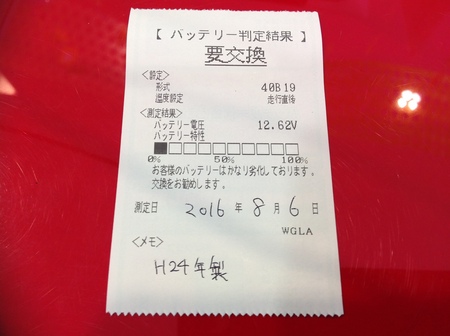 【 バッテリー判定結果 】
要交換
<設定>
形式 40B19
温度設定 走行直後
<測定結果>
バッテリー電圧 12.62V
バッテリー特性
0% 50% 100%
お客様のバッテリーはかなり劣化しております。
交換をお勧めします。
測定日 2016 年 8 月 6 日
WGLA
<メモ>
H24年製